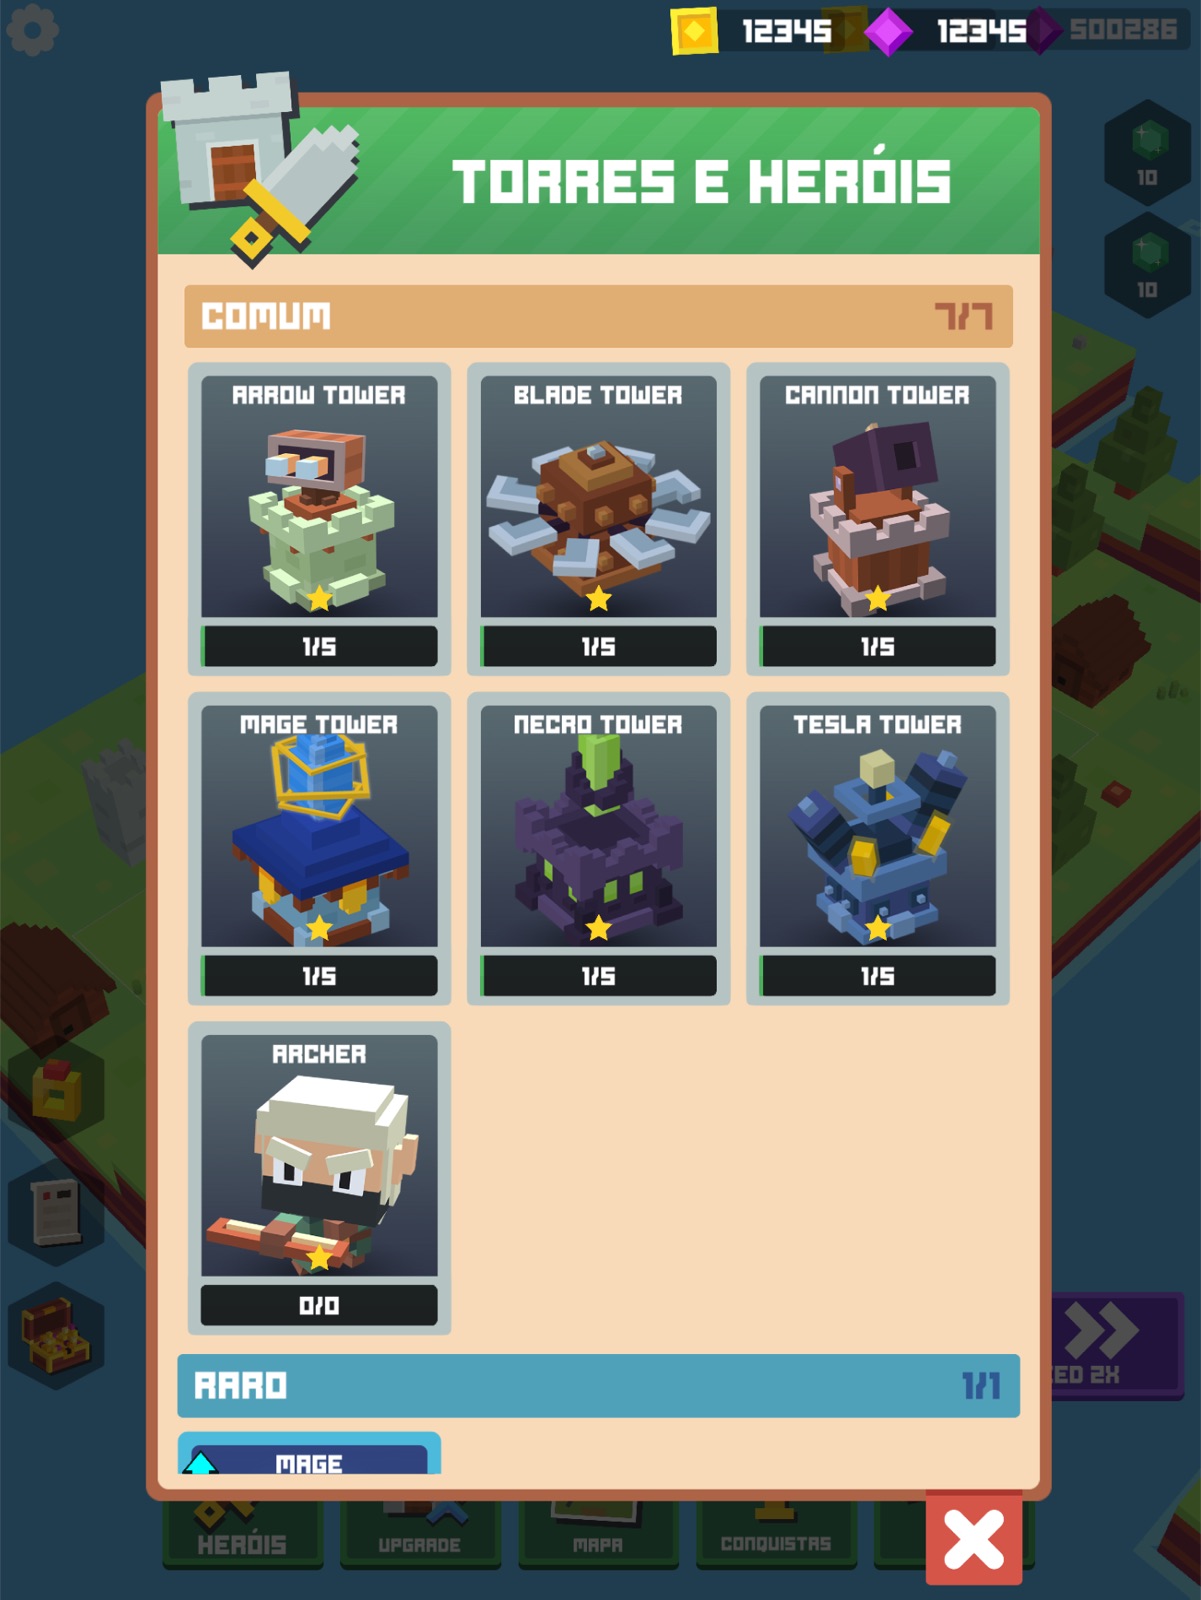 12345 12345 500286
10
10
TORRES E HERÓIS
COMUM 7/7
ARROW TOWER BLADE TOWER CANNON TOWER
1/5 1/5 1/5
MAGE TOWER NECRO TOWER TESLA TOWER
1/5 1/5 1/5
ARCHER
0/0
RARO 1/1
EED 2X
MAGE
HERÓIS UPGRADE MAPA CONQUISTAS